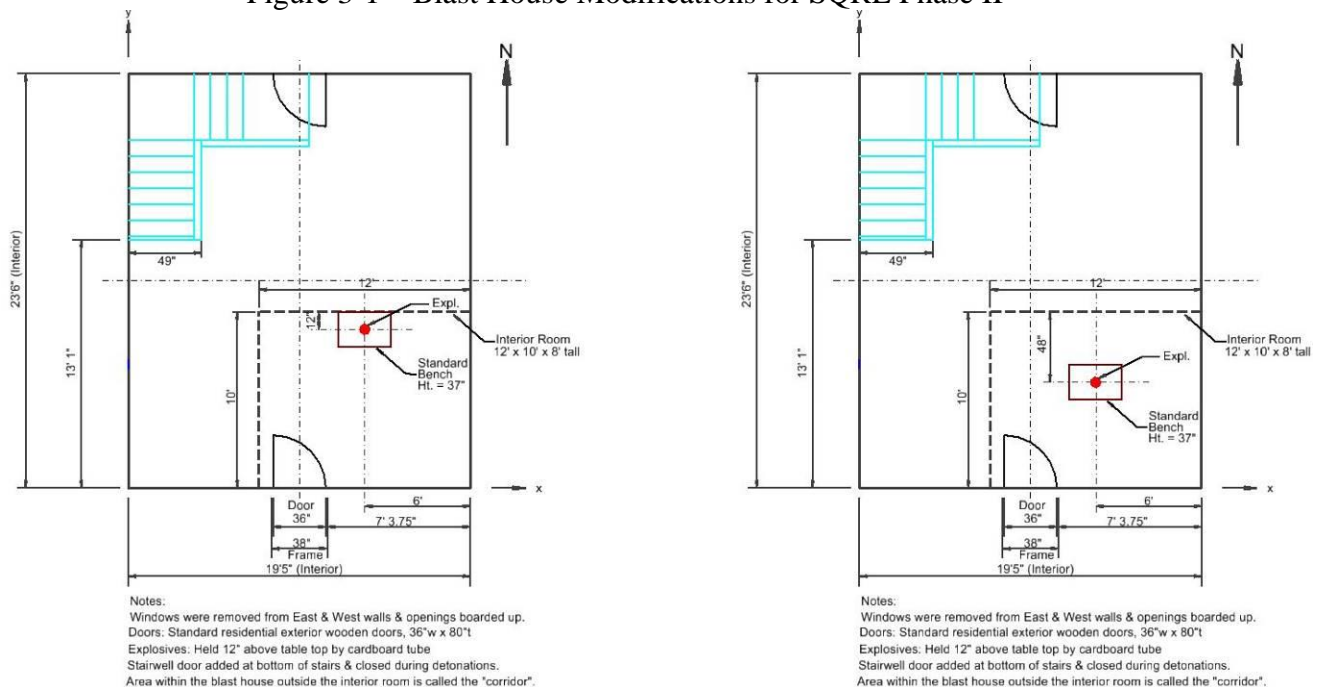 Figure 3-1 – Blast House Modifications for SQRL Phase II
y
N
23'6" (Interior)
13' 1"
49"
12'
12"
Expl.
Interior Room
12' x 10' x 8' tall
Standard
Bench
Ht. = 37"
10'
x
6'
Door
36"
7' 3.75"
38"
Frame
19'5" (Interior)
Notes:
Windows were removed from East & West walls & openings boarded up.
Doors: Standard residential exterior wooden doors, 36"w x 80"t
Explosives: Held 12" above table top by cardboard tube
Stairwell door added at bottom of stairs & closed during detonations.
Area within the blast house outside the interior room is called the "corridor".
y
N
23'6" (Interior)
13' 1"
49"
12'
48"
Interior Room
12' x 10' x 8' tall
Expl.
10'
Standard
Bench
Ht. = 37"
x
6'
Door
36"
7' 3.75"
38"
Frame
19'5" (Interior)
Notes:
Windows were removed from East & West walls & openings boarded up.
Doors: Standard residential exterior wooden doors, 36"w x 80"t
Explosives: Held 12" above table top by cardboard tube
Stairwell door added at bottom of stairs & closed during detonations.
Area within the blast house outside the interior room is called the "corridor".